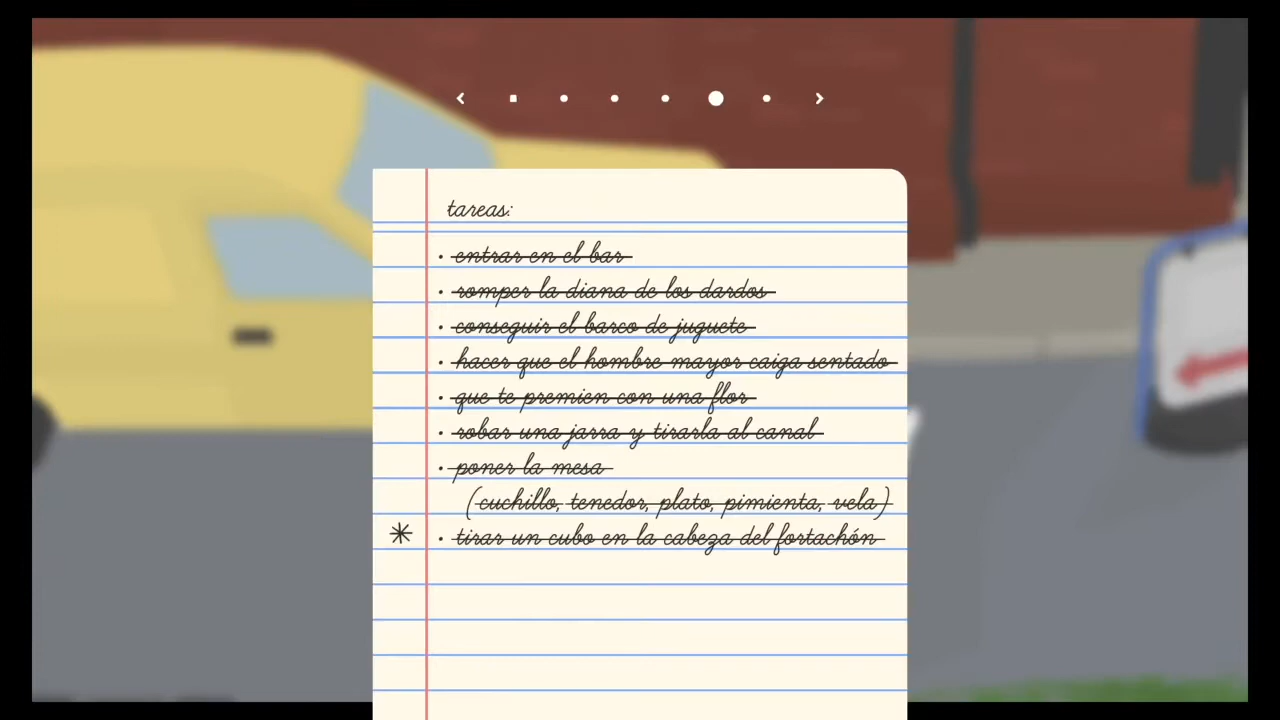 tareas:
· entrar en el bar
· romper la diana de los dardos
· conseguir el barco de juguete
· hacer que el hombre mayor caiga sentado
· que te premien con una flor
· robar una jarra y tirarla al canal
· poner la mesa
(cuchillo, tenedor, plato, pimienta, vela)
· tirar un cubo en la cabeza del fortachón